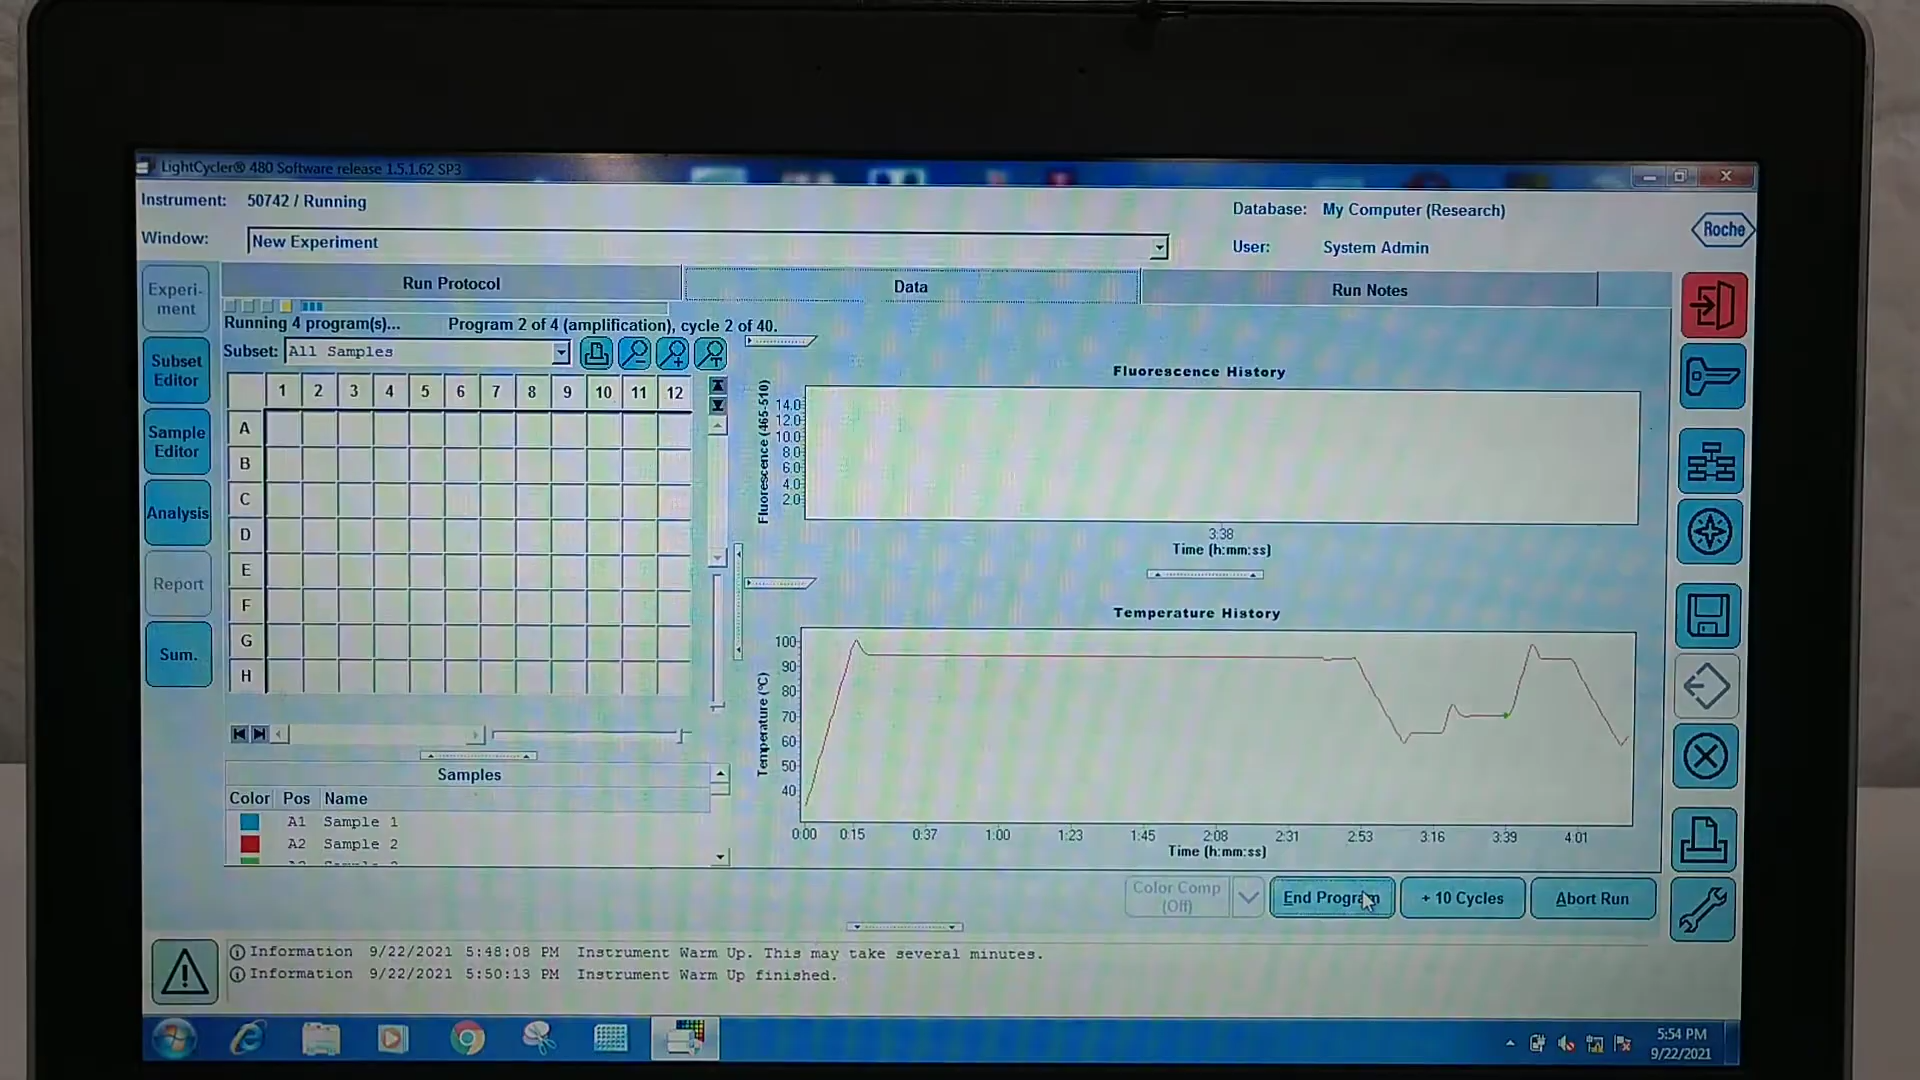 LightCycler® 480 Software release 1.5.1.62 SP3
Instrument: 50742 / Running
Database: My Computer (Research)
Roche
Window: New Experiment
User: System Admin
Experi-
ment
Run Protocol
Data
Run Notes
Running 4 program(s)...
Program 2 of 4 (amplification), cycle 2 of 40.
Subset: All Samples
Subset
Editor
Sample
Editor
Analysis
Report
Sum.
1 2 3 4 5 6 7 8 9 10 11 12
A
B
C
D
E
F
G
H
Fluorescence History
Fluorescence (465-510)
14.0
12.0
10.0
8.0
6.0
4.0
2.0
3:38
Time (h:mm:ss)
Temperature History
Temperature (°C)
100
90
80
70
60
50
40
0:00 0:15 0:37 1:00 1:23 1:45 2:08 2:31 2:53 3:16 3:39 4:01
Time (h:mm:ss)
Samples
Color Pos Name
A1 Sample 1
A2 Sample 2
Color Comp
(Off)
End Program
+ 10 Cycles
Abort Run
Information 9/22/2021 5:48:08 PM Instrument Warm Up. This may take several minutes.
Information 9/22/2021 5:50:13 PM Instrument Warm Up finished.
5:54 PM
9/22/2021